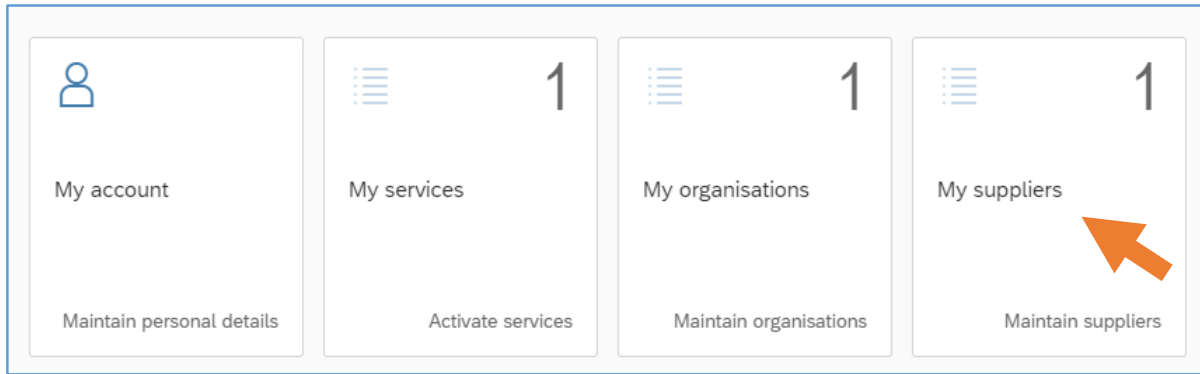 1
1
1
My account
My services
My organisations
My suppliers
Maintain personal details
Activate services
Maintain organisations
Maintain suppliers